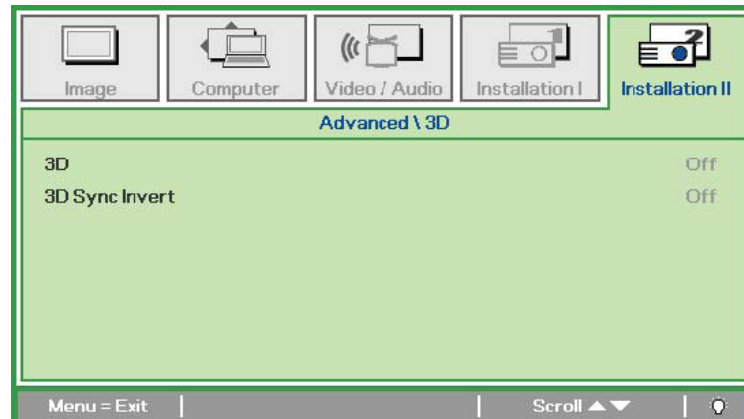 Image Computer Video / Audio Installation I Installation II
Advanced \ 3D
3D Off
3D Sync Invert Off
Menu = Exit Scroll